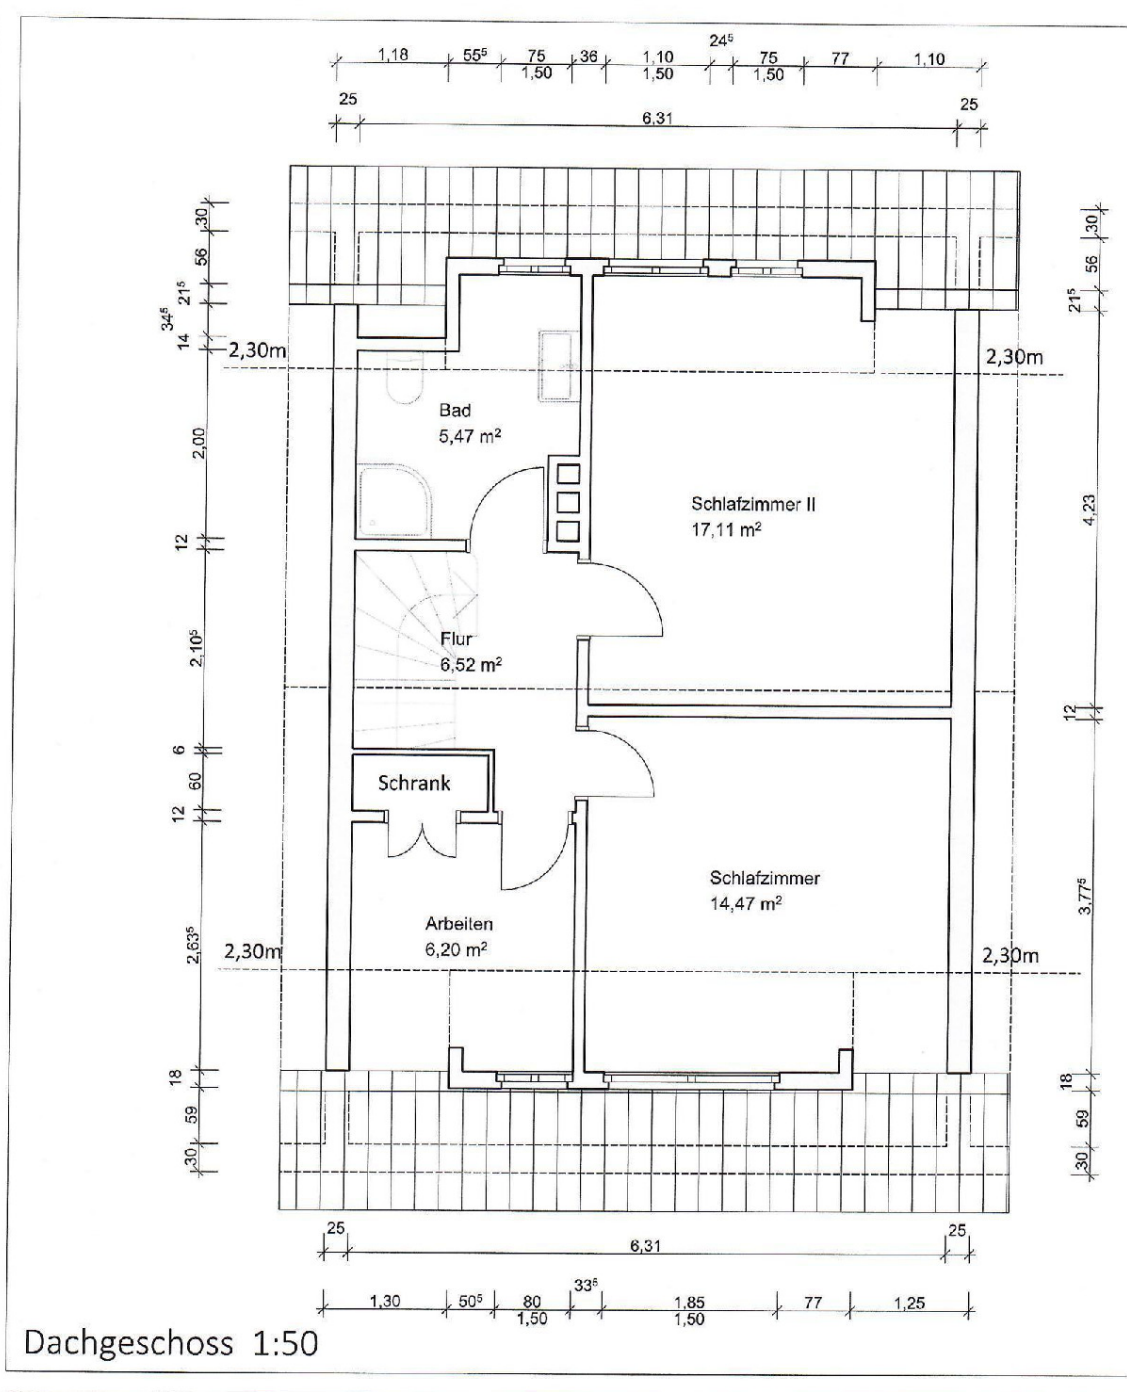 24⁵
1,18 55⁵ 75 36 1,10 75 77 1,10
1,50 1,50 1,50
25 25
6,31
30 30
56 56
21⁵ 21⁵
34⁵
14
2,30m 2,30m
Bad
5,47 m²
2,00
Schlafzimmer II
17,11 m²
4,23
12
Flur
6,52 m²
2,10⁵
12
6
60
Schrank
12
Schlafzimmer
14,47 m²
3,77⁵
Arbeiten
6,20 m²
2,63⁵
2,30m 2,30m
18 18
59 59
30 30
25 25
6,31
33⁵
1,30 50⁵ 80 1,85 77 1,25
1,50 1,50
Dachgeschoss 1:50